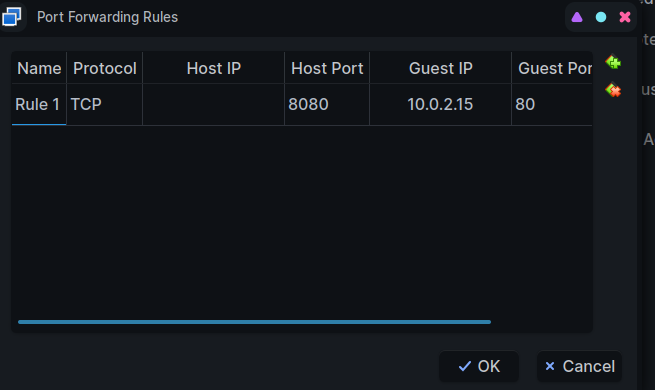 Port Forwarding Rules
Name Protocol Host IP Host Port Guest IP Guest Por
Rule 1 TCP 8080 10.0.2.15 80
OK Cancel